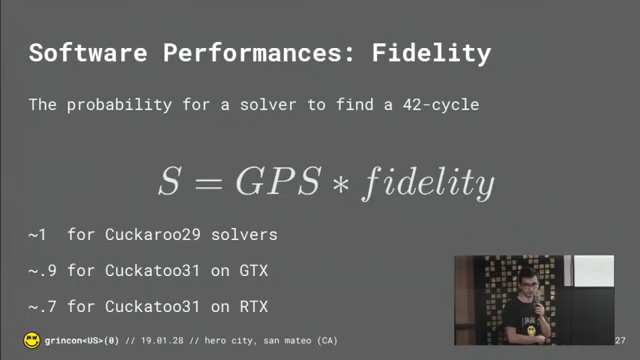 Software Performances: Fidelity
The probability for a solver to find a 42-cycle
S = GPS * fidelity
~1 for Cuckaroo29 solvers
~.9 for Cuckatoo31 on GTX
~.7 for Cuckatoo31 on RTX
grincon<US>(0) // 19.01.28 // hero city, san mateo (CA)
27